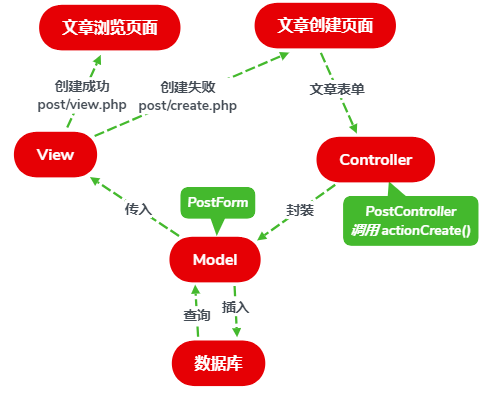 文章浏览页面
文章创建页面
创建成功
post/view.php
创建失败
post/create.php
文章表单
View
Controller
传入
PostForm
封装
PostController
调用 actionCreate()
Model
查询
插入
数据库